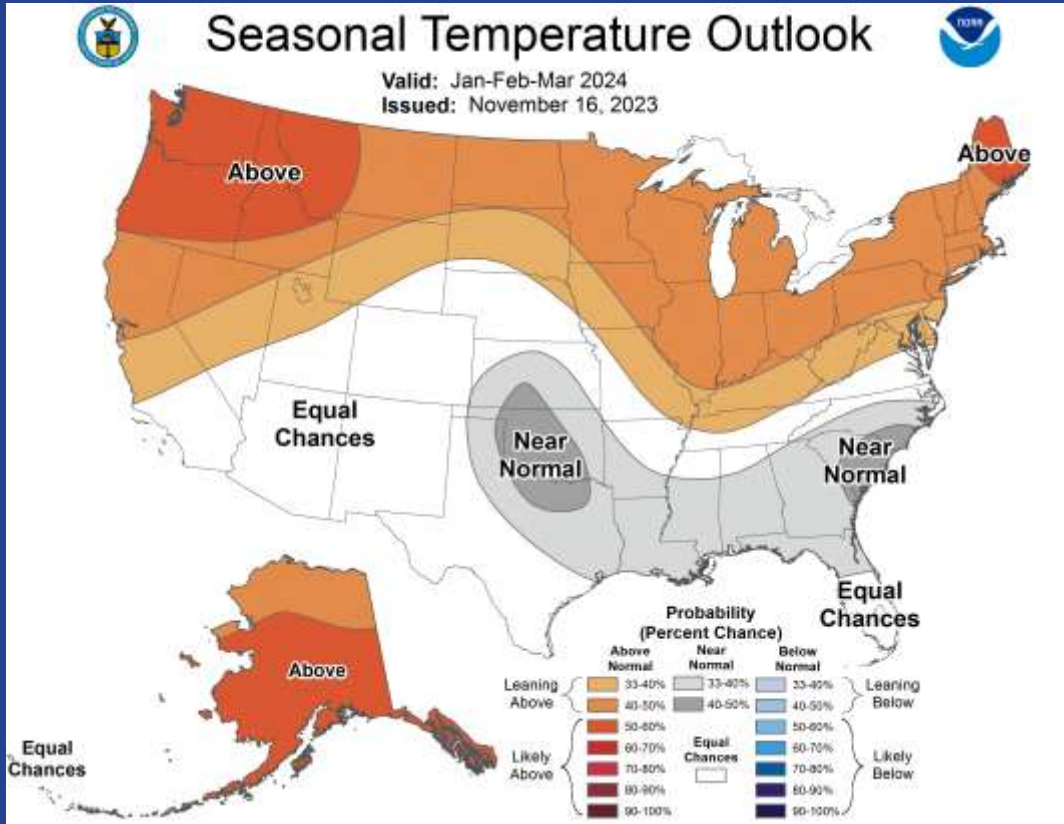 Seasonal Temperature Outlook
NOAA
Valid: Jan-Feb-Mar 2024
Issued: November 16, 2023
Above
Above
Equal
Chances
Near
Normal
Near
Normal
Equal
Chances
Above
Equal
Chances
Probability
(Percent Chance)
Above
Normal
Near
Normal
Below
Normal
Leaning
Above
33-40%
40-50%
33-40%
40-50%
33-40%
40-50%
Leaning
Below
Likely
Above
50-60%
60-70%
70-80%
80-90%
90-100%
Equal
Chances
50-60%
60-70%
70-80%
80-90%
90-100%
Likely
Below